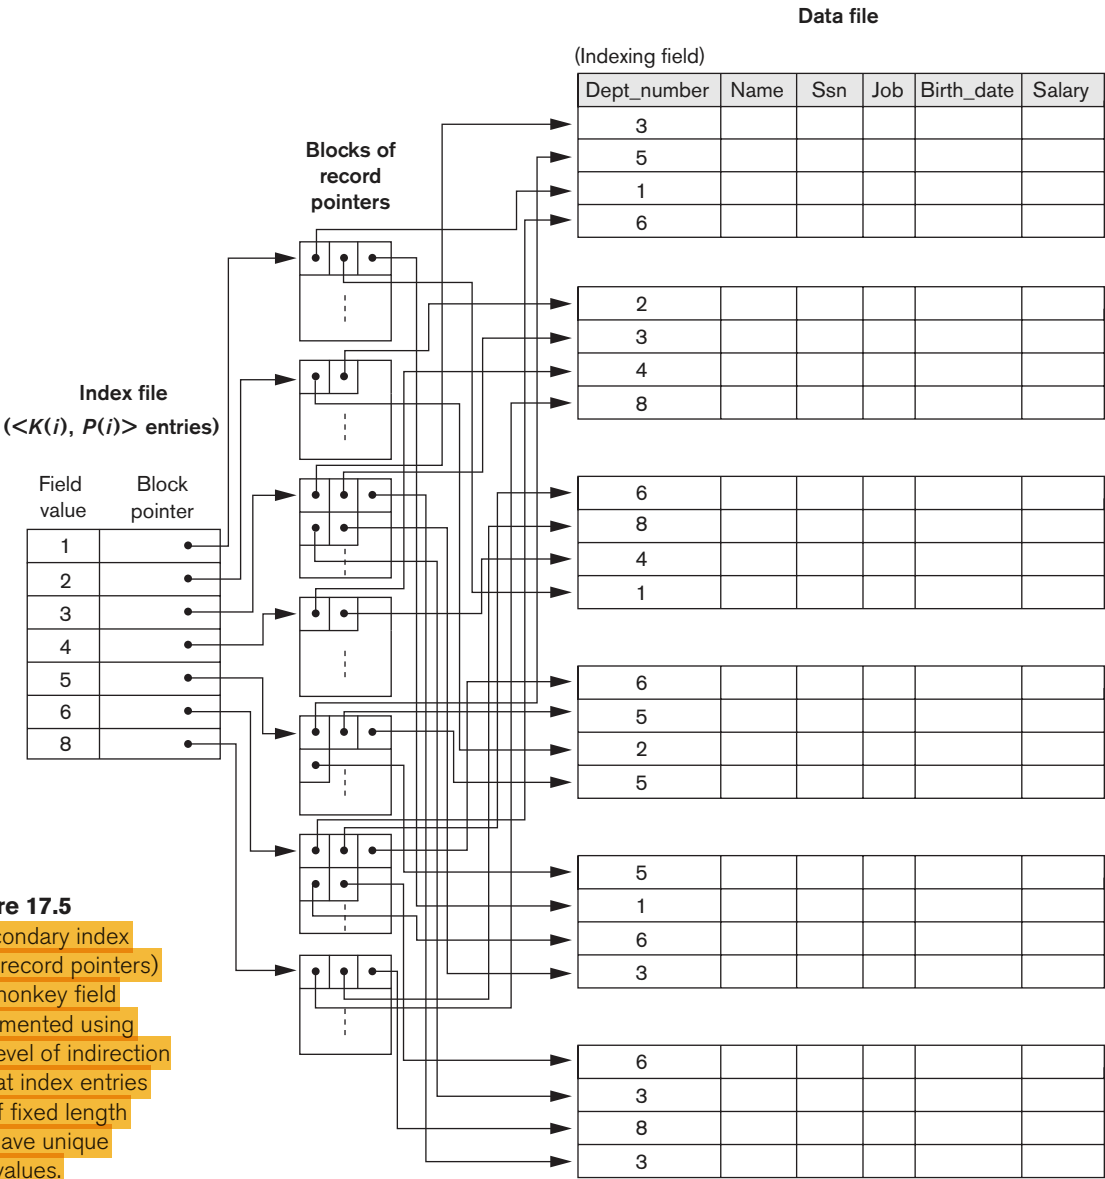 Data file
(Indexing field)
Dept_number Name Ssn Job Birth_date Salary
3
5
1
6
2
3
4
8
6
8
4
1
6
5
2
5
5
1
6
3
6
3
8
3
Blocks of
record
pointers
Index file
(<K(i), P(i)> entries)
Field
value
Block
pointer
1
2
3
4
5
6
8
re 17.5
condary index
record pointers)
nonkey field
mented using
evel of indirection
at index entries
f fixed length
ave unique
values.